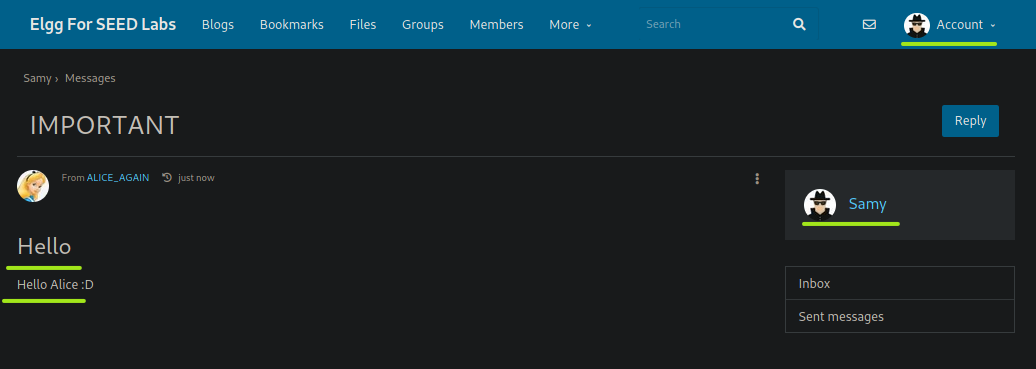 Elgg For SEED Labs Blogs Bookmarks Files Groups Members More Search Account
Samy › Messages
IMPORTANT
Reply
From ALICE_AGAIN just now
Samy
Hello
Hello Alice :D
Inbox
Sent messages